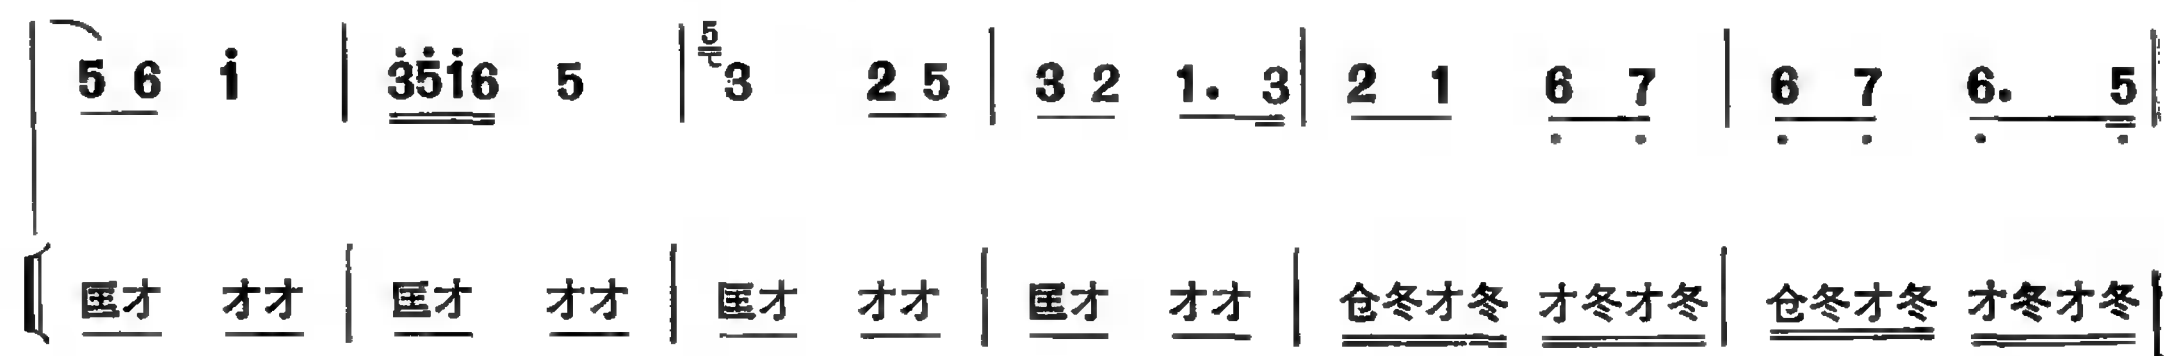 5 6 i | 3516 5 | 5 3 2 5 | 3 2 1. 3 | 2 1 6 7 | 6 7 6. 5
匡才 才才 | 匡才 才才 | 匡才 才才 | 匡才 才才 | 仓冬才冬 才冬才冬 | 仓冬才冬 才冬才冬